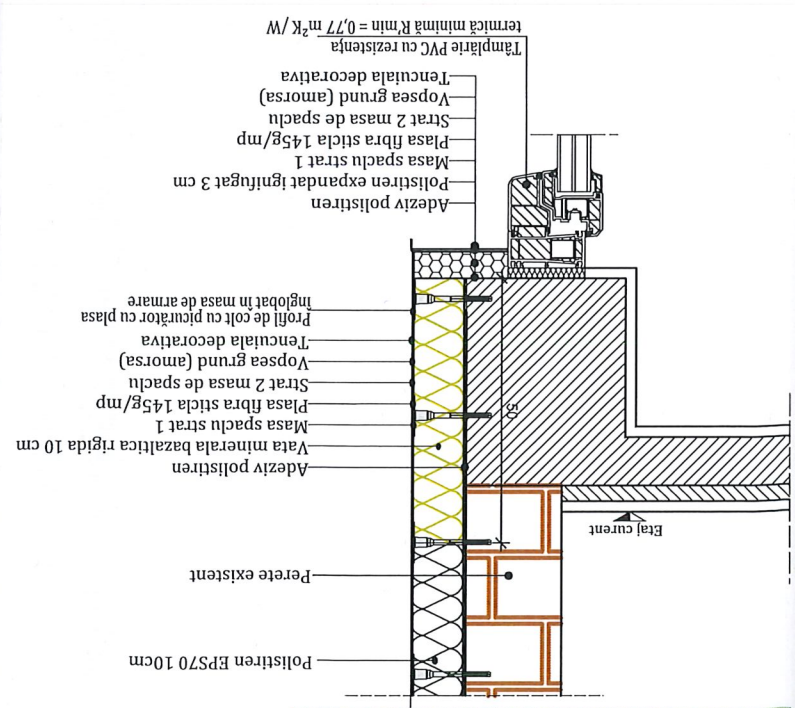 Polistiren EPS70 10cm
Perete existent
Etaj curent
Adeziv polistiren
Vata minerala bazaltica rigida 10 cm
Masa spaclu strat 1
Plasa fibra sticla 145g/mp
Strat 2 masa de spaclu
Vopsea grund (amorsa)
Tencuiala decorativa
Profil de colt cu picurător cu plasa
înglobat în masa de armare
50
Adeziv polistiren
Polistiren expandat ignifugat 3 cm
Masa spaclu strat 1
Plasa fibra sticla 145g/mp
Strat 2 masa de spaclu
Vopsea grund (amorsa)
Tencuiala decorativa
Tâmplărie PVC cu rezistența
termică minimă R'min = 0,77 m²K/W